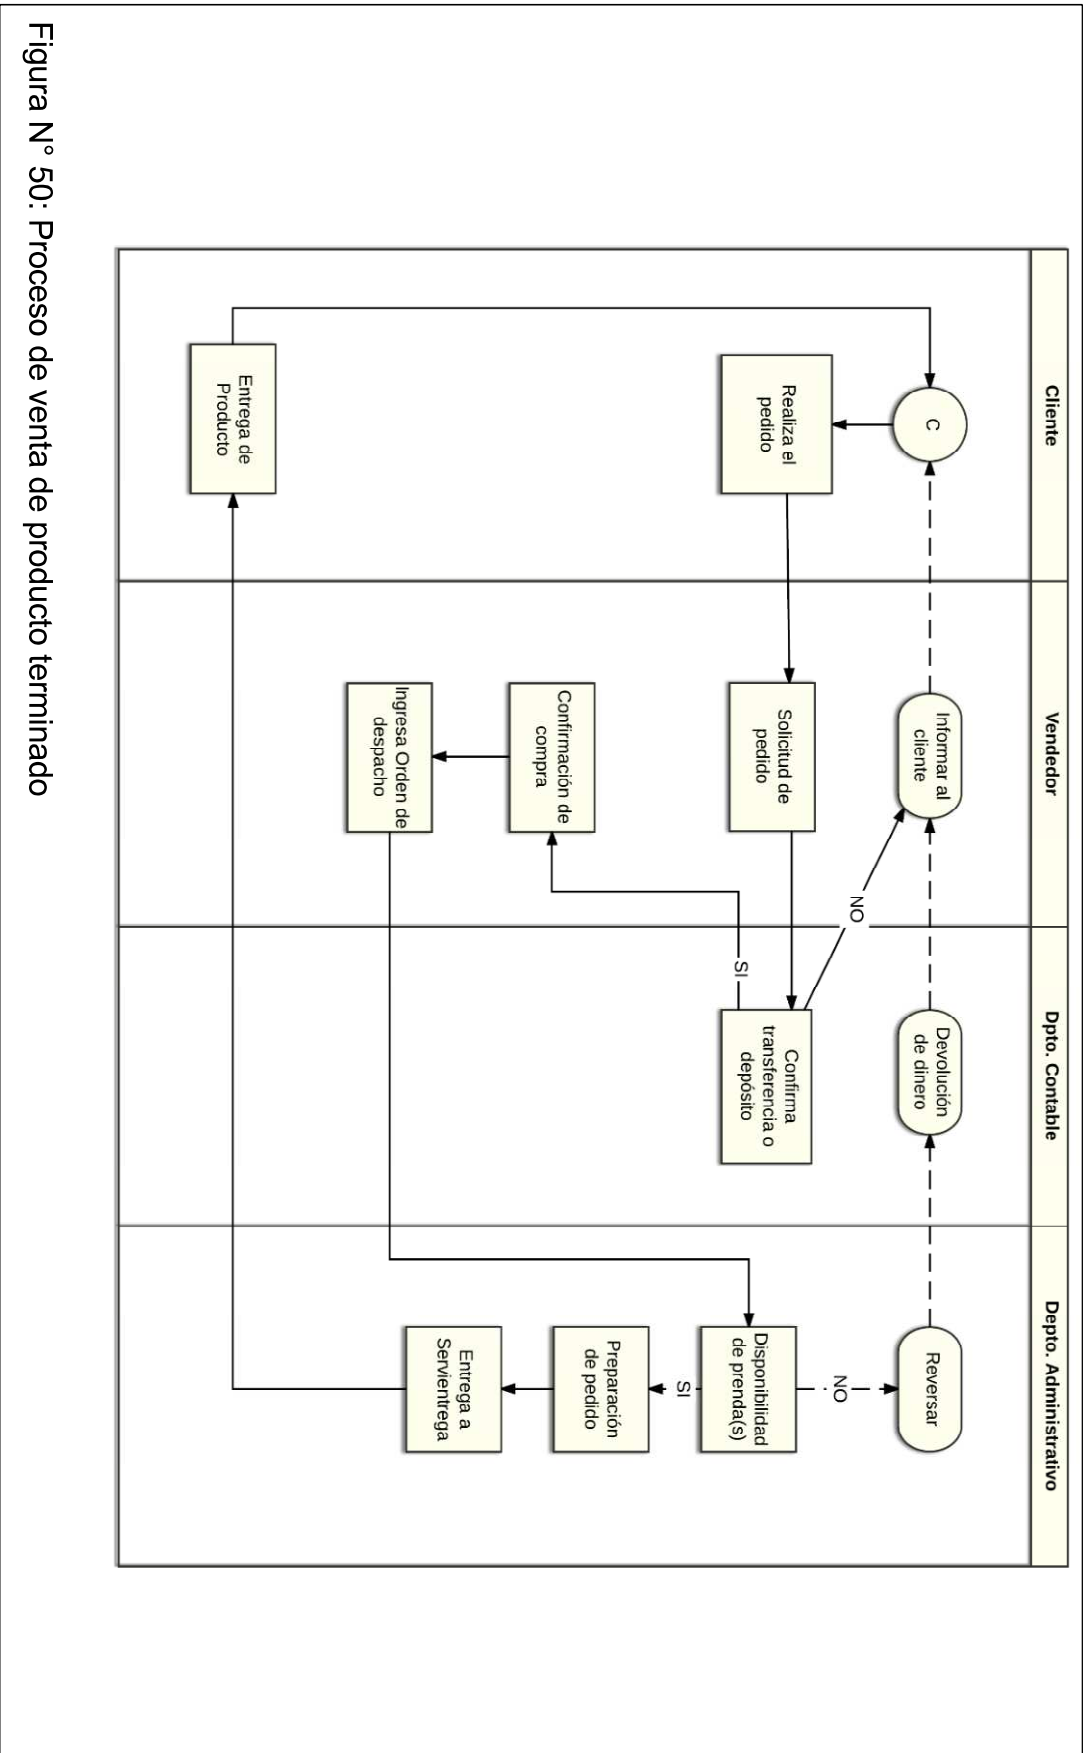 Cliente
Vendedor
Dpto. Contable
Depto. Administrativo
C
Informar al
cliente
Devolución
de dinero
Reversar
NO
NO
Realiza el
pedido
Solicitud de
pedido
Confirma
transferencia o
depósito
Disponibilidad
de prenda(s)
SI
SI
Confirmación de
compra
Preparación
de pedido
Ingresa Orden de
despacho
Entrega a
Servientrega
Entrega de
Producto
Figura N° 50: Proceso de venta de producto terminado